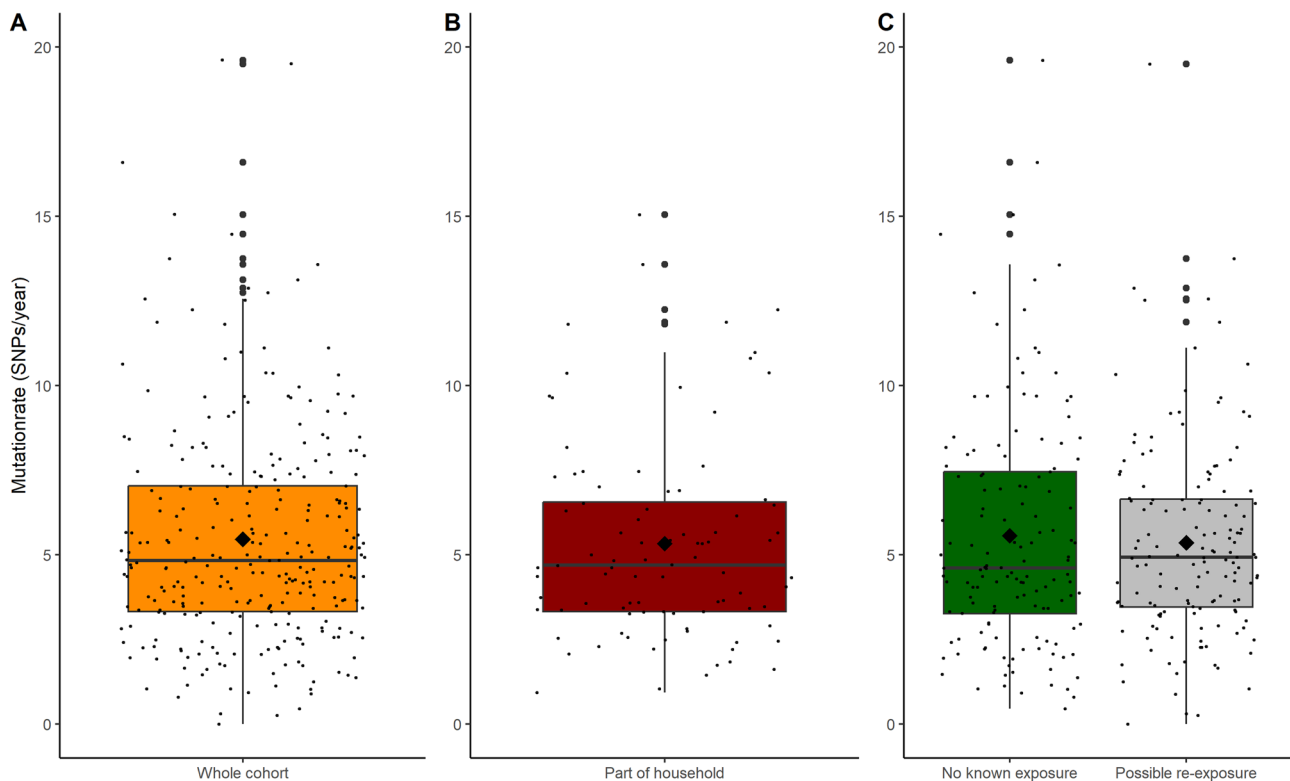 A
B
C
Mutationrate (SNPs/year)
20
15
10
5
0
Whole cohort
20
15
10
5
0
Part of household
20
15
10
5
0
No known exposure
Possible re-exposure